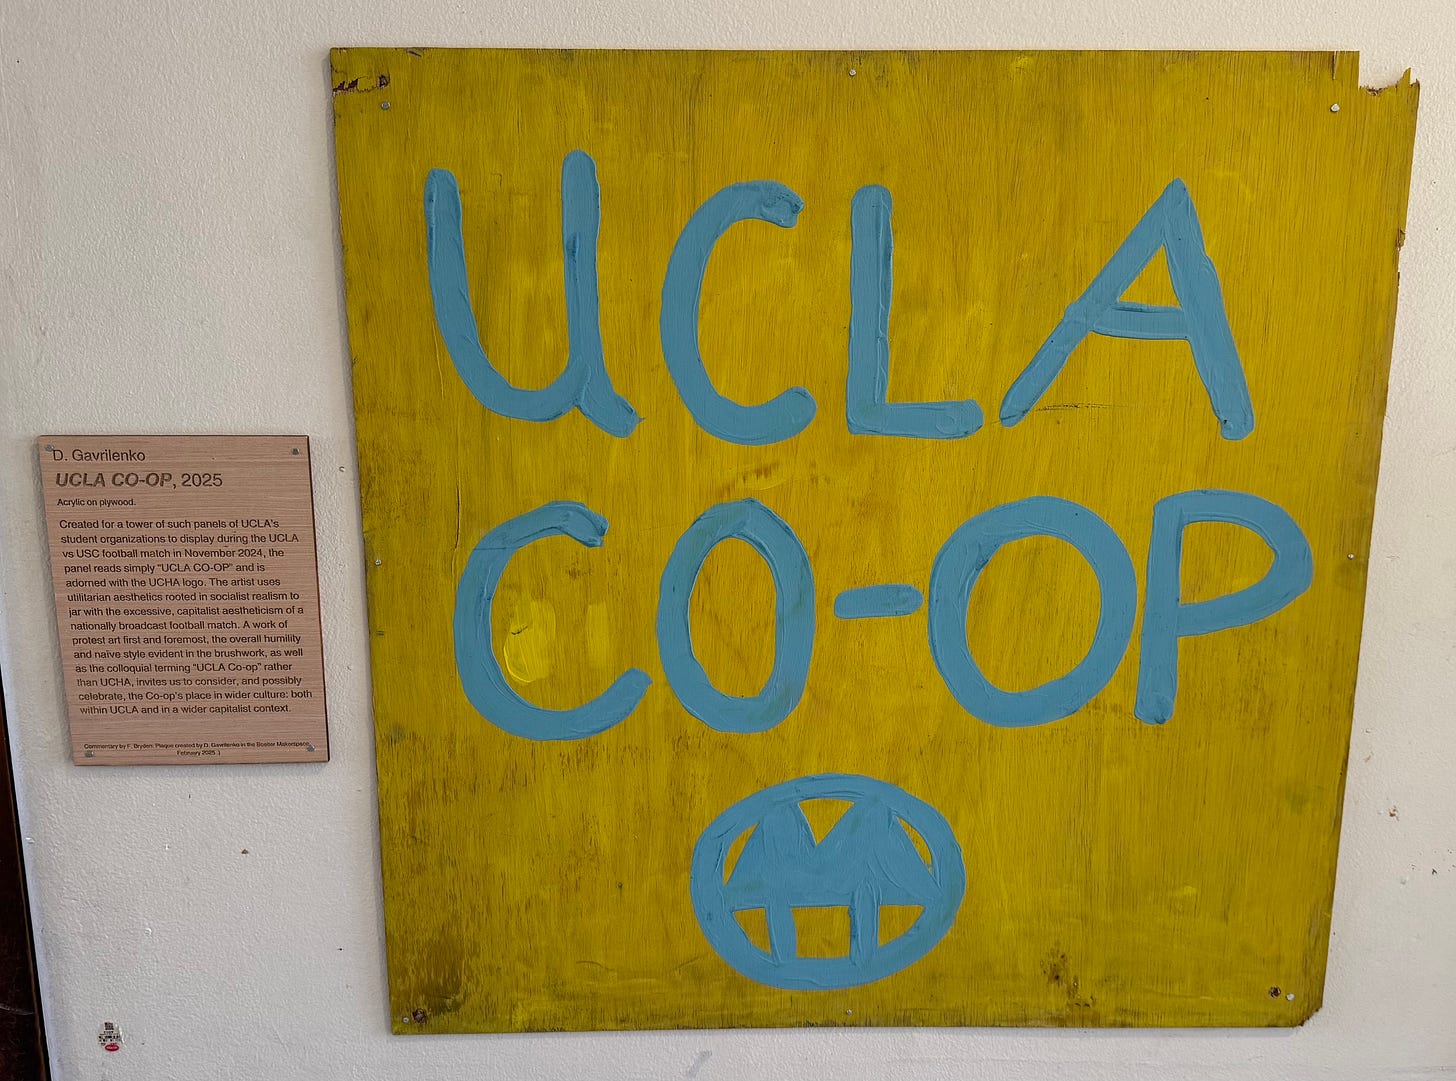 D. Gavrilenko
UCLA CO-OP, 2025
Acrylic on plywood.
Created for a tower of such panels of UCLA's
student organizations to display during the UCLA
vs USC football match in November 2024, the
panel reads simply "UCLA CO-OP" and is
adorned with the UCHA logo. The artist uses
utilitarian aesthetics rooted in socialist realism to
jar with the excessive, capitalist aestheticism of a
nationally broadcast football match. A work of
protest art first and foremost, the overall humility
and naive style evident in the brushwork, as well
as the colloquial terming "UCLA Co-op" rather
than UCHA, invites us to consider, and possibly
celebrate, the Co-op's place in wider culture: both
within UCLA and in a wider capitalist context.
Commentary by F. Bryden. Plaque created by D. Gavrilenko in the Boelter Makerspace,
February 2025
UCLA
CO-OP